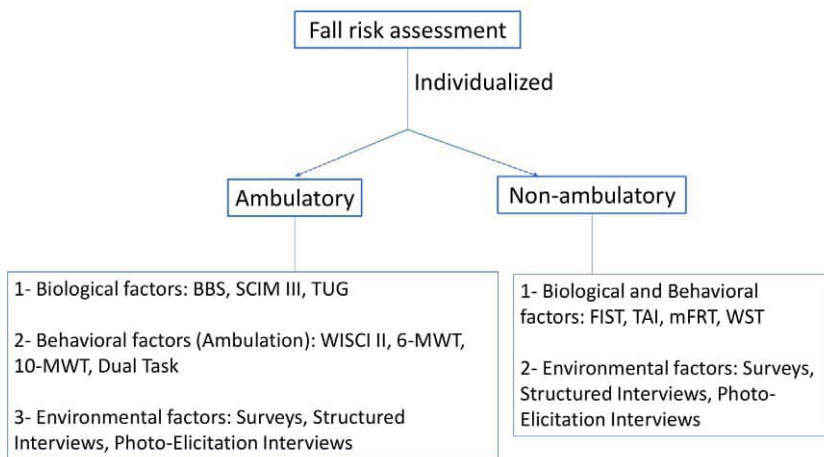 Fall risk assessment
Individualized
Ambulatory
Non-ambulatory
1- Biological factors: BBS, SCIM III, TUG
2- Behavioral factors (Ambulation): WISCI II, 6-MWT,
10-MWT, Dual Task
3- Environmental factors: Surveys, Structured
Interviews, Photo-Elicitation Interviews
1- Biological and Behavioral
factors: FIST, TAI, mFRT, WST
2- Environmental factors: Surveys,
Structured Interviews, Photo-
Elicitation Interviews